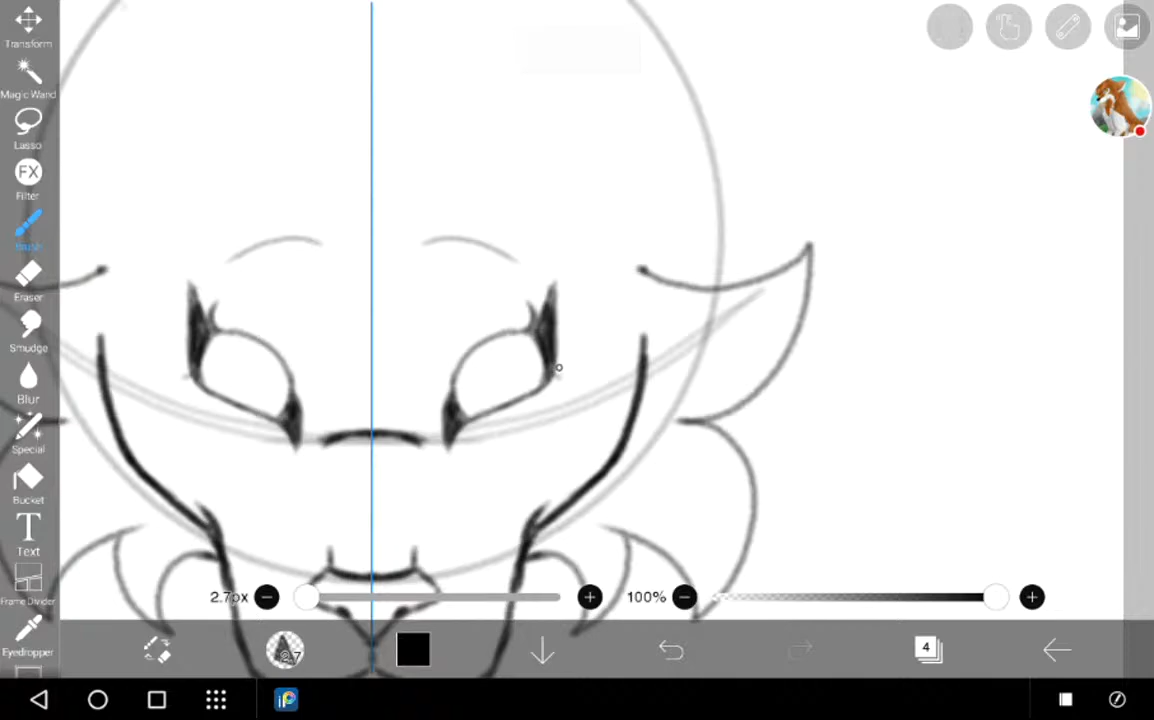 Transform
Magic Wand
Lasso
FX
Filter
Brush
Eraser
Smudge
Blur
Special
Bucket
T
Text
Frame Divider
Eyedropper
2.7px
100%
4
iP